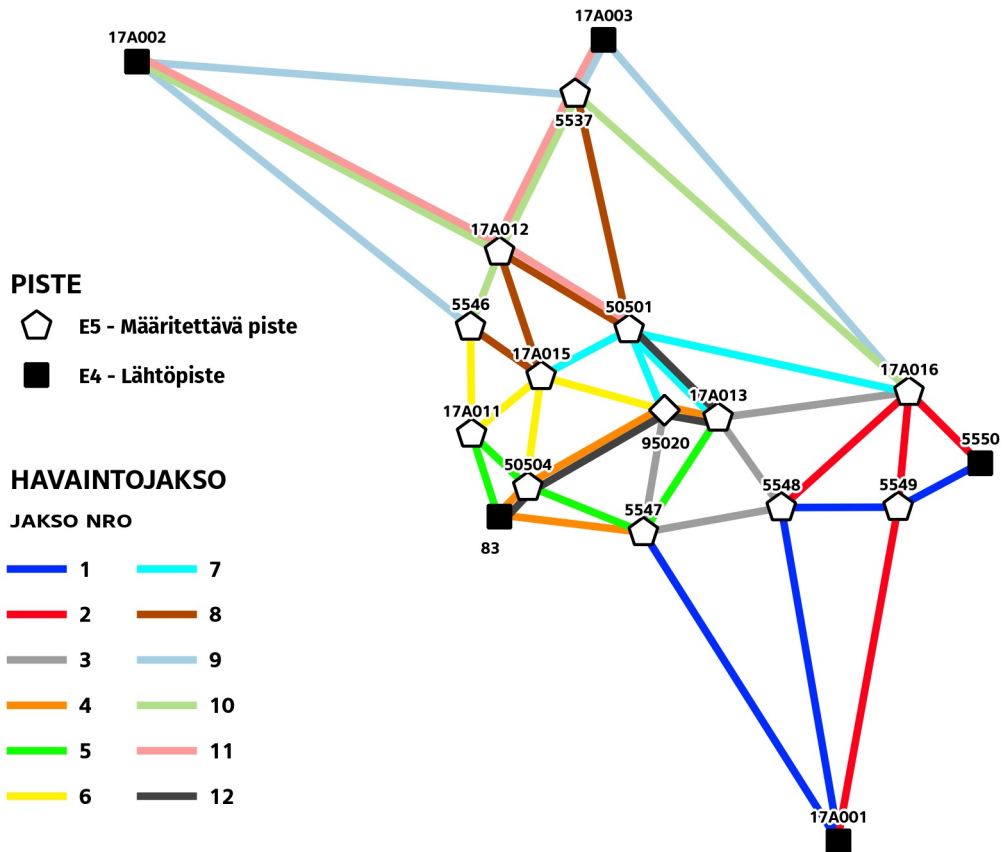 17A003
17A002
5537
17A012
PISTE
5546
50501
E5 - Määritettävä piste
17A015
17A016
E4 - Lähtöpiste
17A013
17A011
95020
5550
HAVAINTOJAKSO
50504
5548
5549
5547
JAKSO NRO
83
1
7
2
8
3
9
4
10
5
11
6
12
17A001